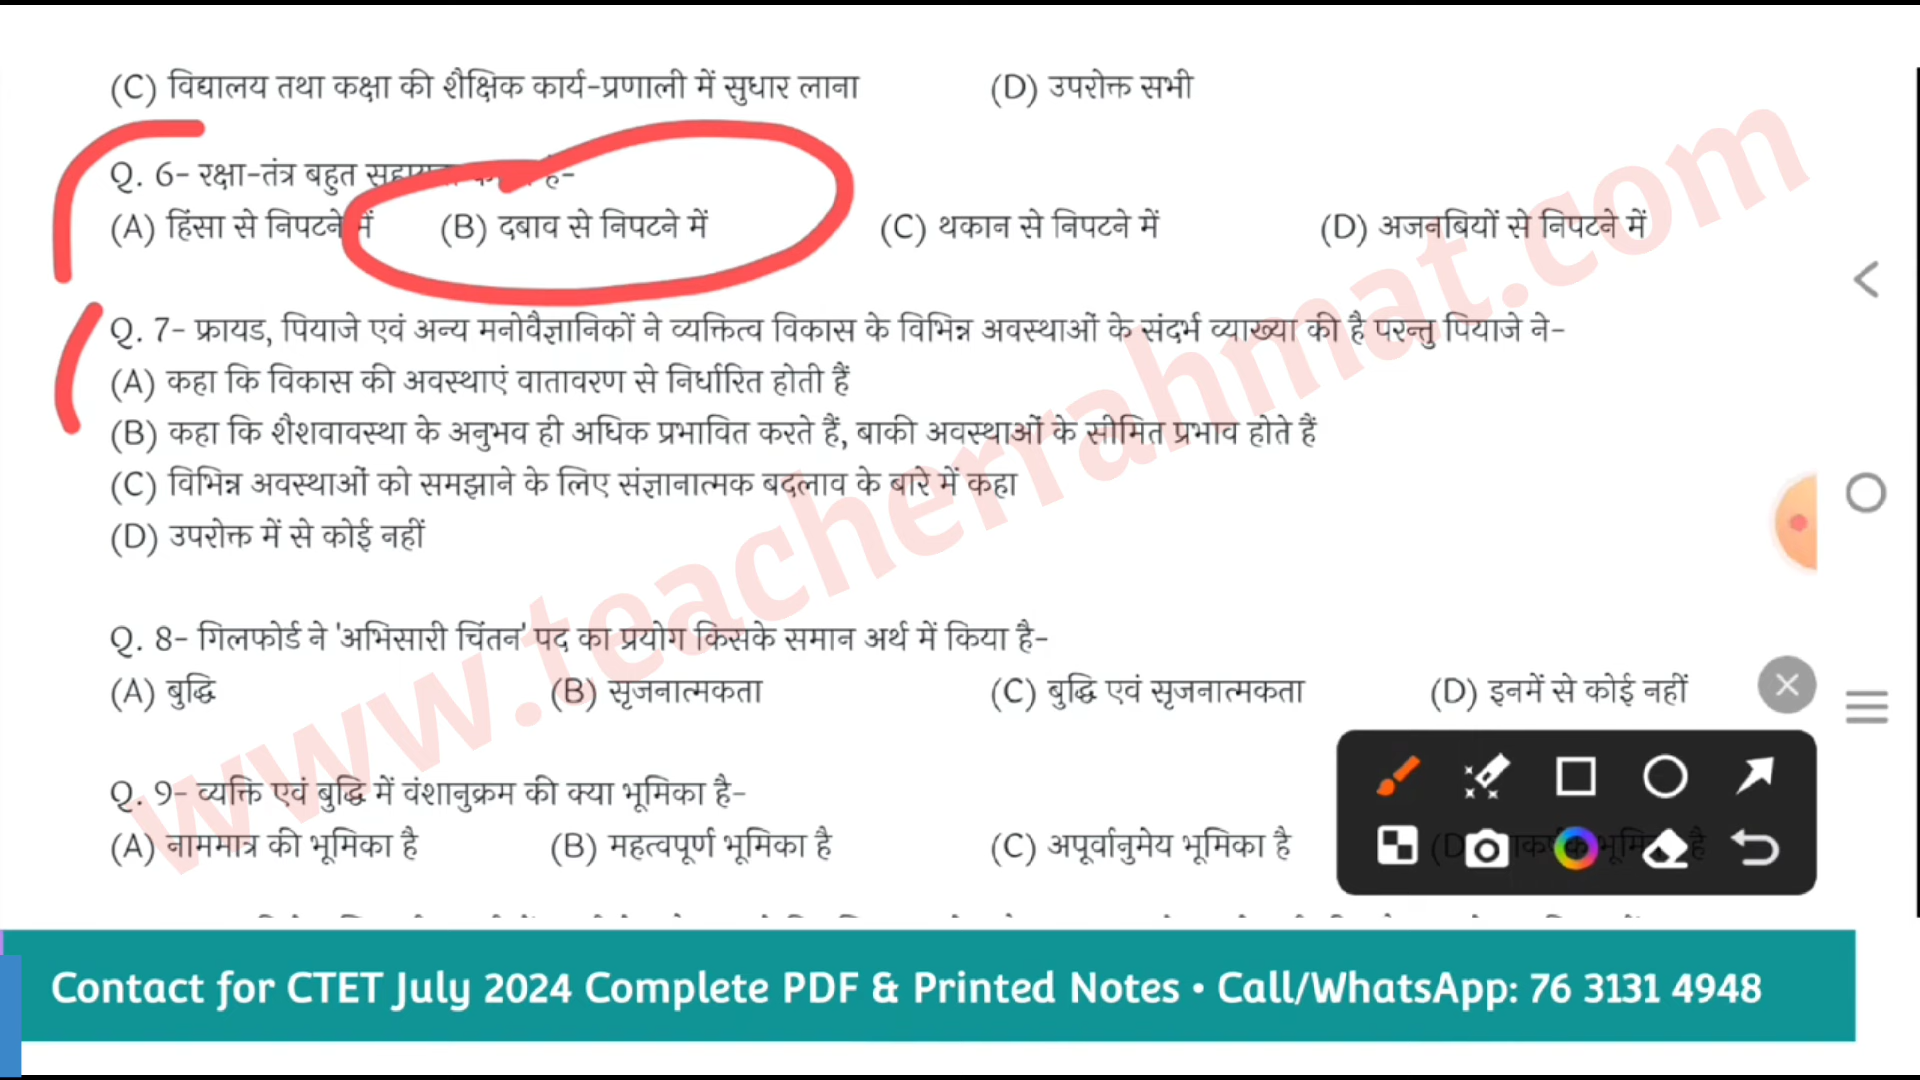 (C) विद्यालय तथा कक्षा की शैक्षिक कार्य-प्रणाली में सुधार लाना (D) उपरोक्त सभी
Q. 6- रक्षा-तंत्र बहुत है-
(A) हिंसा से निपटने में (B) दबाव से निपटने में (C) थकान से निपटने में (D) अजनबियों से निपटने में
Q. 7- फ्रायड, पियाजे एवं अन्य मनोवैज्ञानिकों ने व्यक्तित्व विकास के विभिन्न अवस्थाओं के संदर्भ व्याख्या की है परन्तु पियाजे ने-
(A) कहा कि विकास की अवस्थाएं वातावरण से निर्धारित होती हैं
(B) कहा कि शैशवावस्था के अनुभव ही अधिक प्रभावित करते हैं, बाकी अवस्थाओं के सीमित प्रभाव होते हैं
(C) विभिन्न अवस्थाओं को समझाने के लिए संज्ञानात्मक बदलाव के बारे में कहा
(D) उपरोक्त में से कोई नहीं
Q. 8- गिलफोर्ड ने 'अभिसारी चिंतन' पद का प्रयोग किसके समान अर्थ में किया है-
(A) बुद्धि (B) सृजनात्मकता (C) बुद्धि एवं सृजनात्मकता (D) इनमें से कोई नहीं
Q. 9- व्यक्ति एवं बुद्धि में वंशानुक्रम की क्या भूमिका है-
(A) नाममात्र की भूमिका है (B) महत्वपूर्ण भूमिका है (C) अपूर्वानुमेय भूमिका है
www.teacherrahmat.com
Contact for CTET July 2024 Complete PDF & Printed Notes • Call/WhatsApp: 76 3131 4948